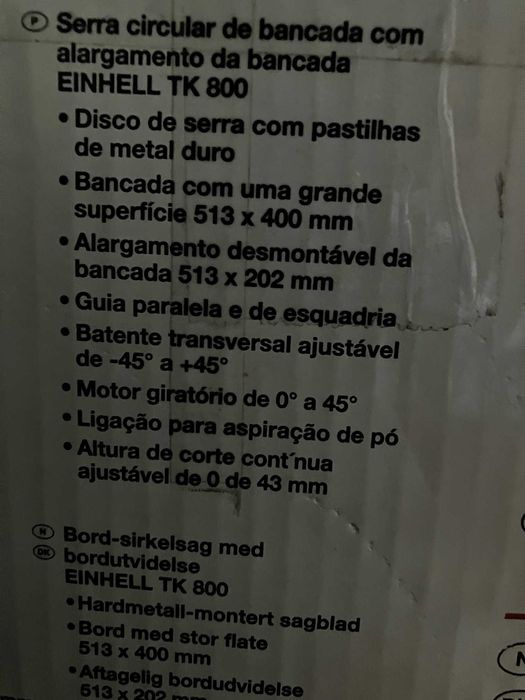 P Serra circular de bancada com
alargamento da bancada
EINHELL TK 800
• Disco de serra com pastilhas
de metal duro
• Bancada com uma grande
superfície 513 x 400 mm
• Alargamento desmontável da
bancada 513 x 202 mm
• Guia paralela e de esquadria
• Batente transversal ajustável
de -45° a +45°
• Motor giratório de 0° a 45°
• Ligação para aspiração de pó
• Altura de corte cont´nua
ajustável de 0 de 43 mm
N Bord-sirkelsag med
DK bordutvidelse
EINHELL TK 800
• Hardmetall-montert sagblad
• Bord med stor flate
513 x 400 mm
• Aftagelig bordudvidelse
513 x 202 mm
N